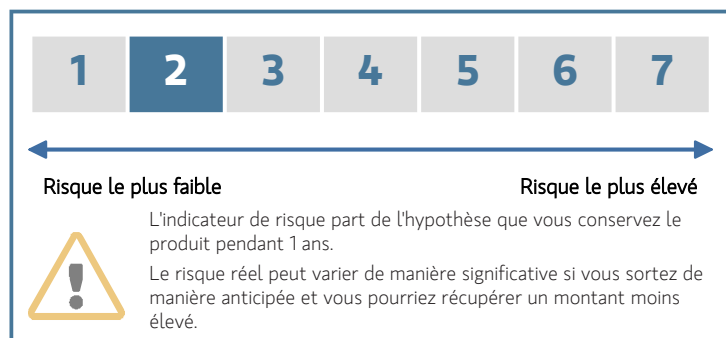 1 2 3 4 5 6 7
Risque le plus faible Risque le plus élevé
L'indicateur de risque part de l'hypothèse que vous conservez le
produit pendant 1 ans.
Le risque réel peut varier de manière significative si vous sortez de
manière anticipée et vous pourriez récupérer un montant moins
élevé.